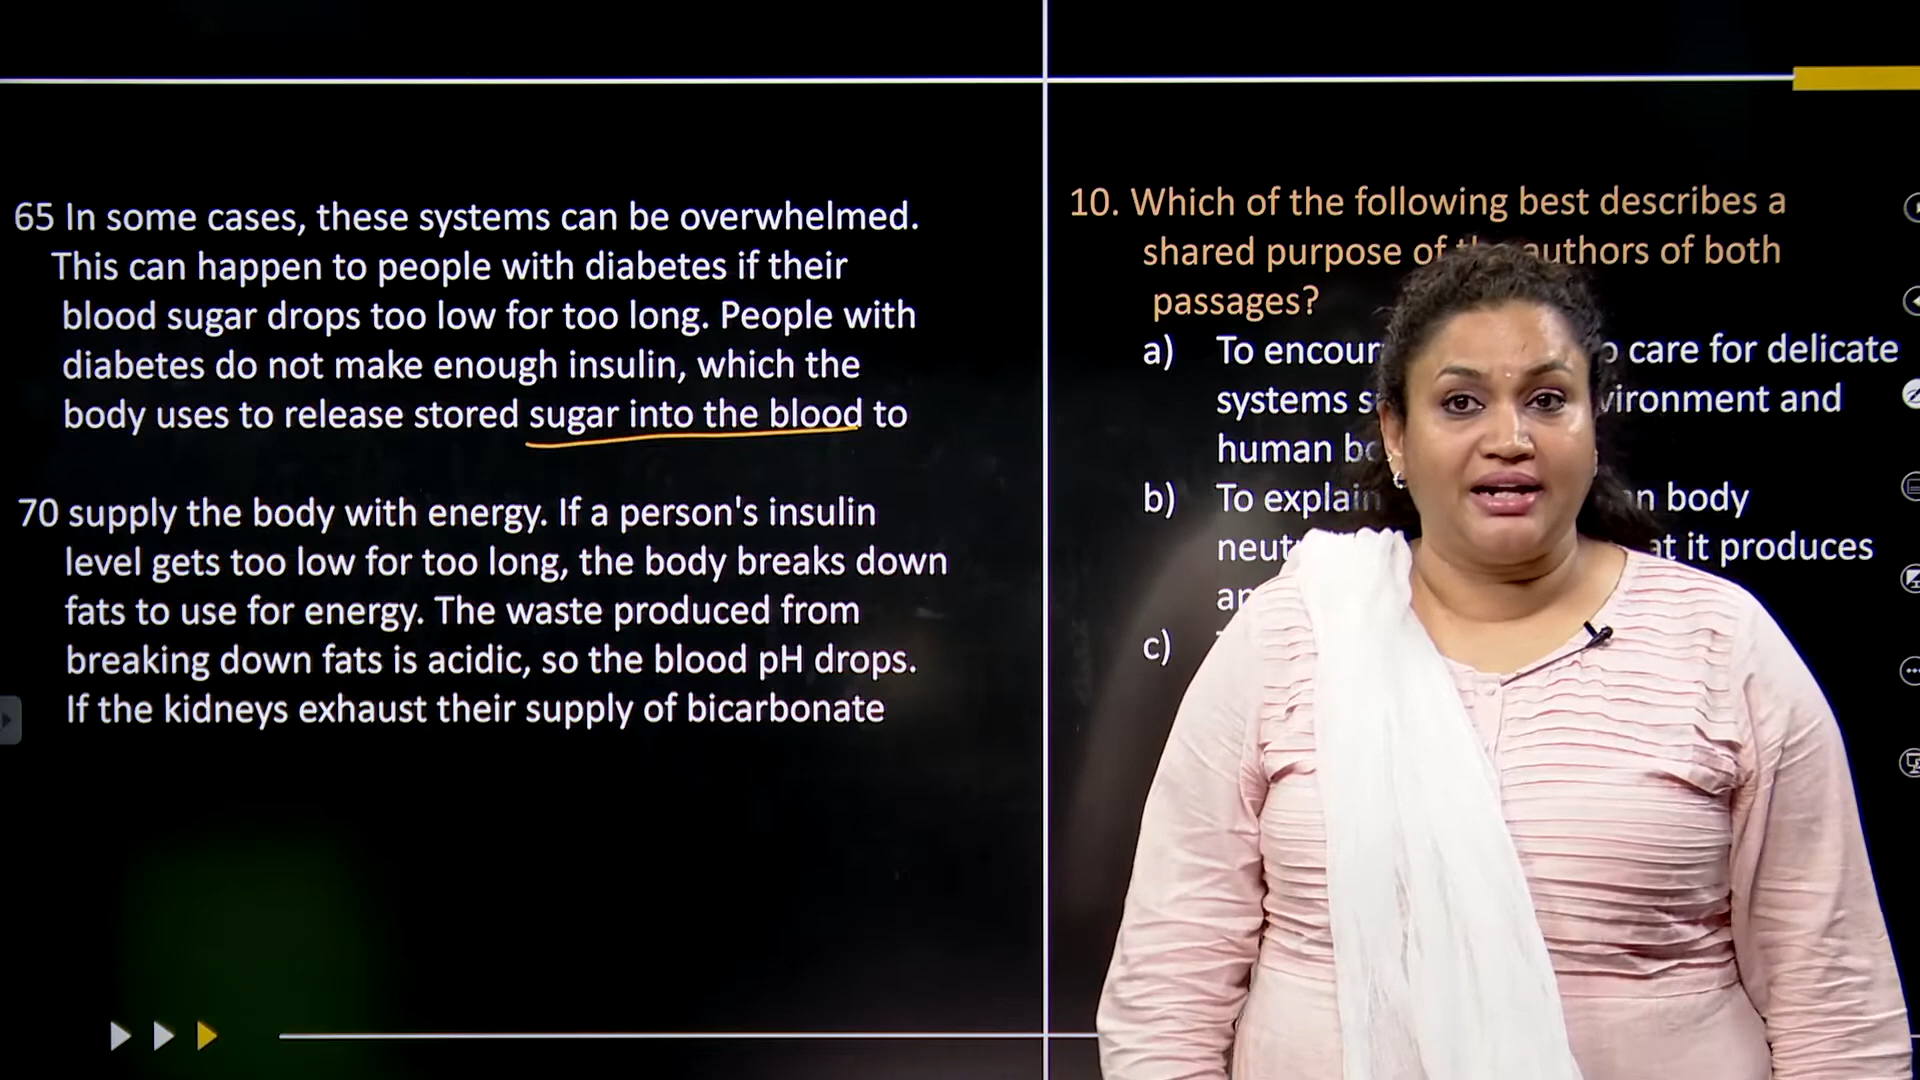 65 In some cases, these systems can be overwhelmed.
This can happen to people with diabetes if their
blood sugar drops too low for too long. People with
diabetes do not make enough insulin, which the
body uses to release stored sugar into the blood to
70 supply the body with energy. If a person's insulin
level gets too low for too long, the body breaks down
fats to use for energy. The waste produced from
breaking down fats is acidic, so the blood pH drops.
If the kidneys exhaust their supply of bicarbonate
10. Which of the following best describes a
shared purpose of the authors of both
passages?
a) To care for delicate
systems and
human
b) To explain body
it produces
c)